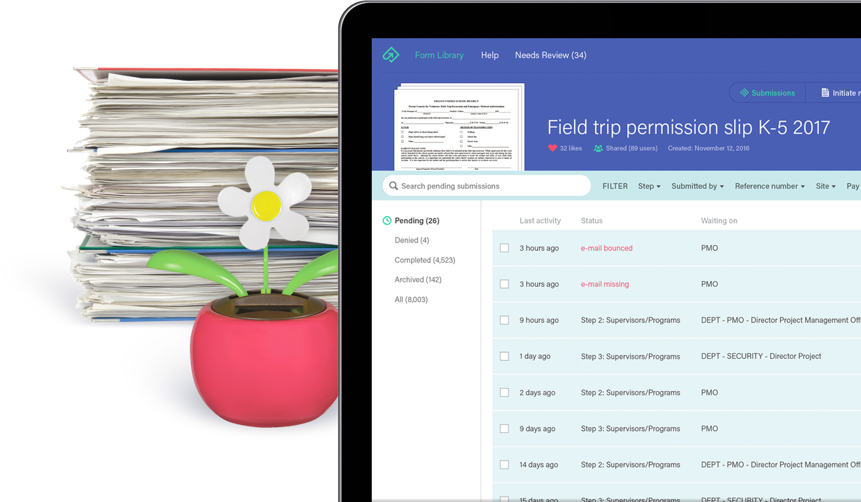 Form Library Help Needs Review (34)
Submissions Initiate
Field trip permission slip K-5 2017
32 likes Shared (89 users) Created: November 12, 2016
Search pending submissions FILTER Step Submitted by Reference number Site Pay
Pending (26)
Denied (4)
Completed (4,523)
Archived (142)
All (8,003)
Last activity Status Waiting on
3 hours ago e-mail bounced PMO
3 hours ago e-mail missing PMO
9 hours ago Step 2: Supervisors/Programs DEPT - PMO - Director Project Management Offi
1 day ago Step 3: Supervisors/Programs DEPT - SECURITY - Director Project
2 days ago Step 2: Supervisors/Programs PMO
9 days ago Step 3: Supervisors/Programs PMO
14 days ago Step 2: Supervisors/Programs DEPT - PMO - Director Project Management Offi
15 days ago Step 3: Supervisors/Programs DEPT - SECURITY - Director Project